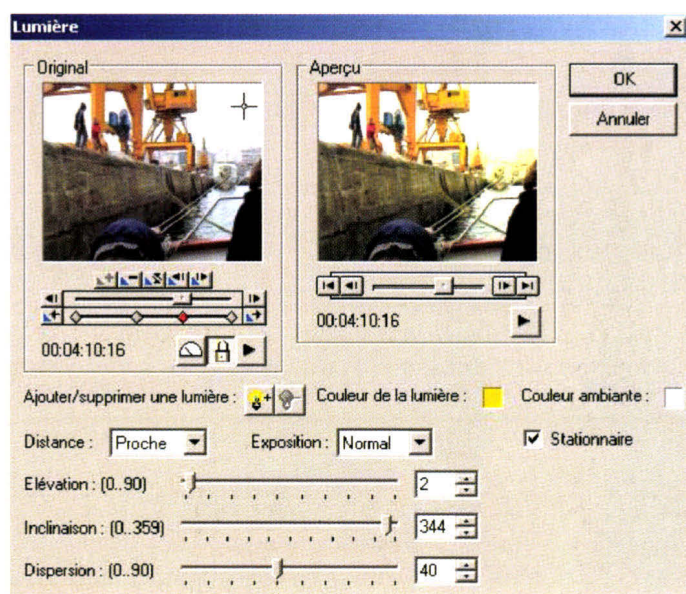 Lumière
Original
Aperçu
OK
Annuler
00:04:10:16
00:04:10:16
Ajouter/supprimer une lumière :
Couleur de la lumière :
Couleur ambiante :
Distance : Proche
Exposition : Normal
Stationnaire
Elévation : (0..90) 2
Inclinaison : (0..359) 344
Dispersion : (0..90) 40